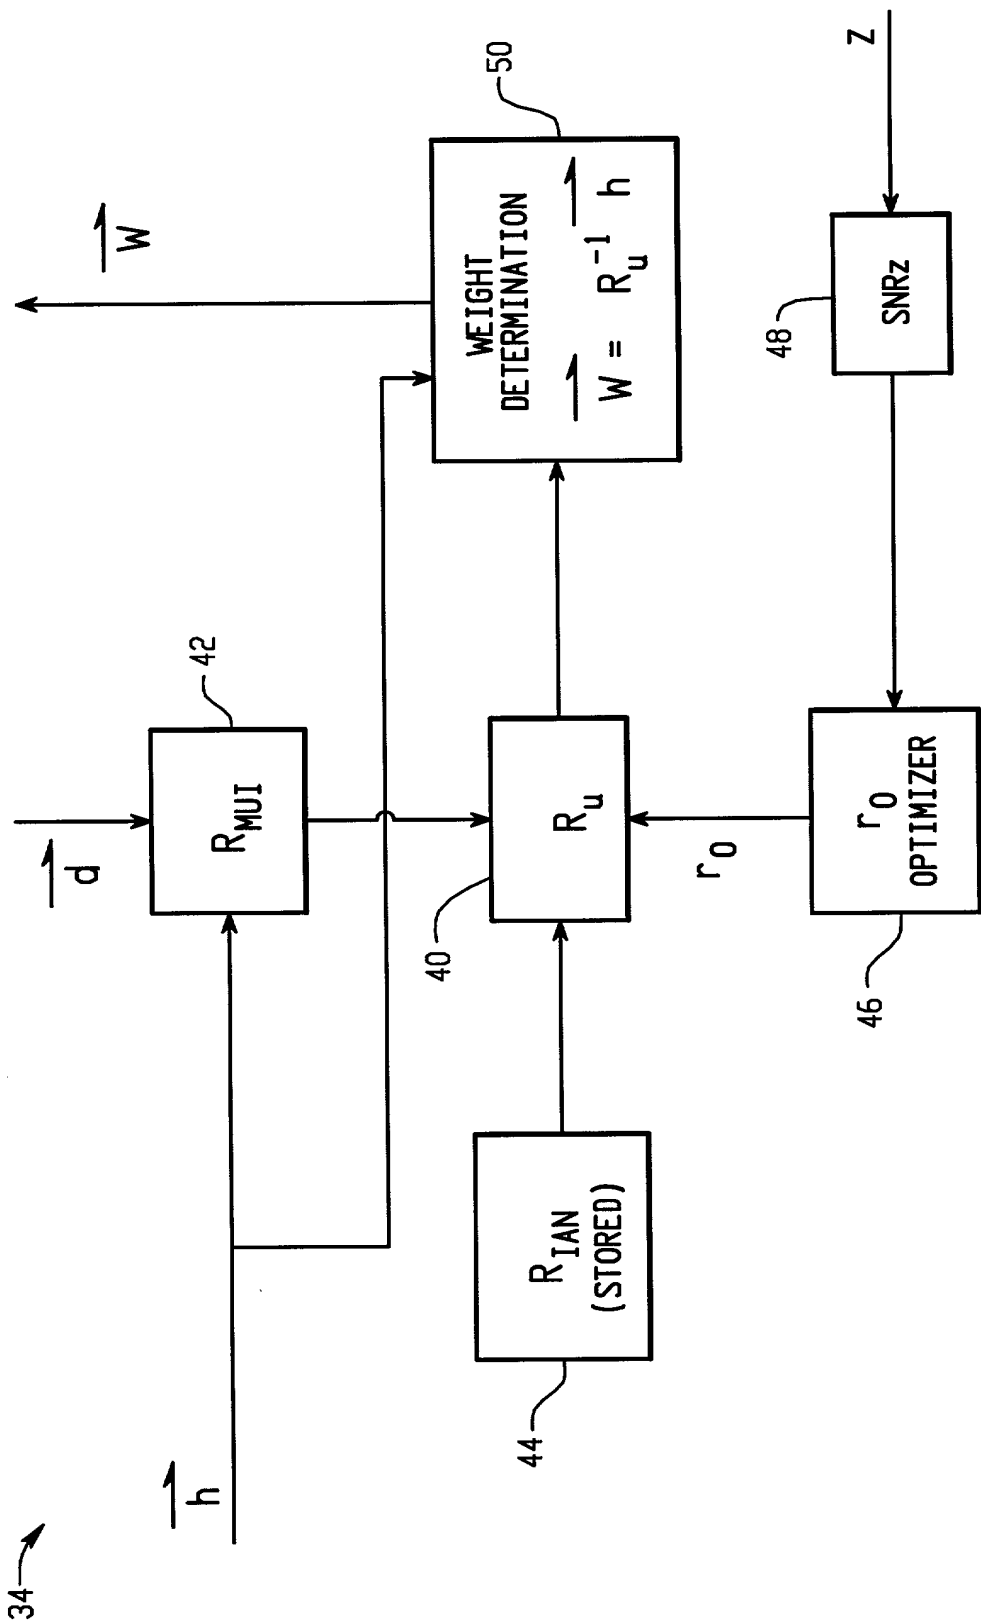 34
h
d
W
R_MUI
42
WEIGHT
DETERMINATION
W = R_u^-1 h
50
R_IAN
(STORED)
44
R_u
40
r_0
r_0
OPTIMIZER
46
SNRz
48
z